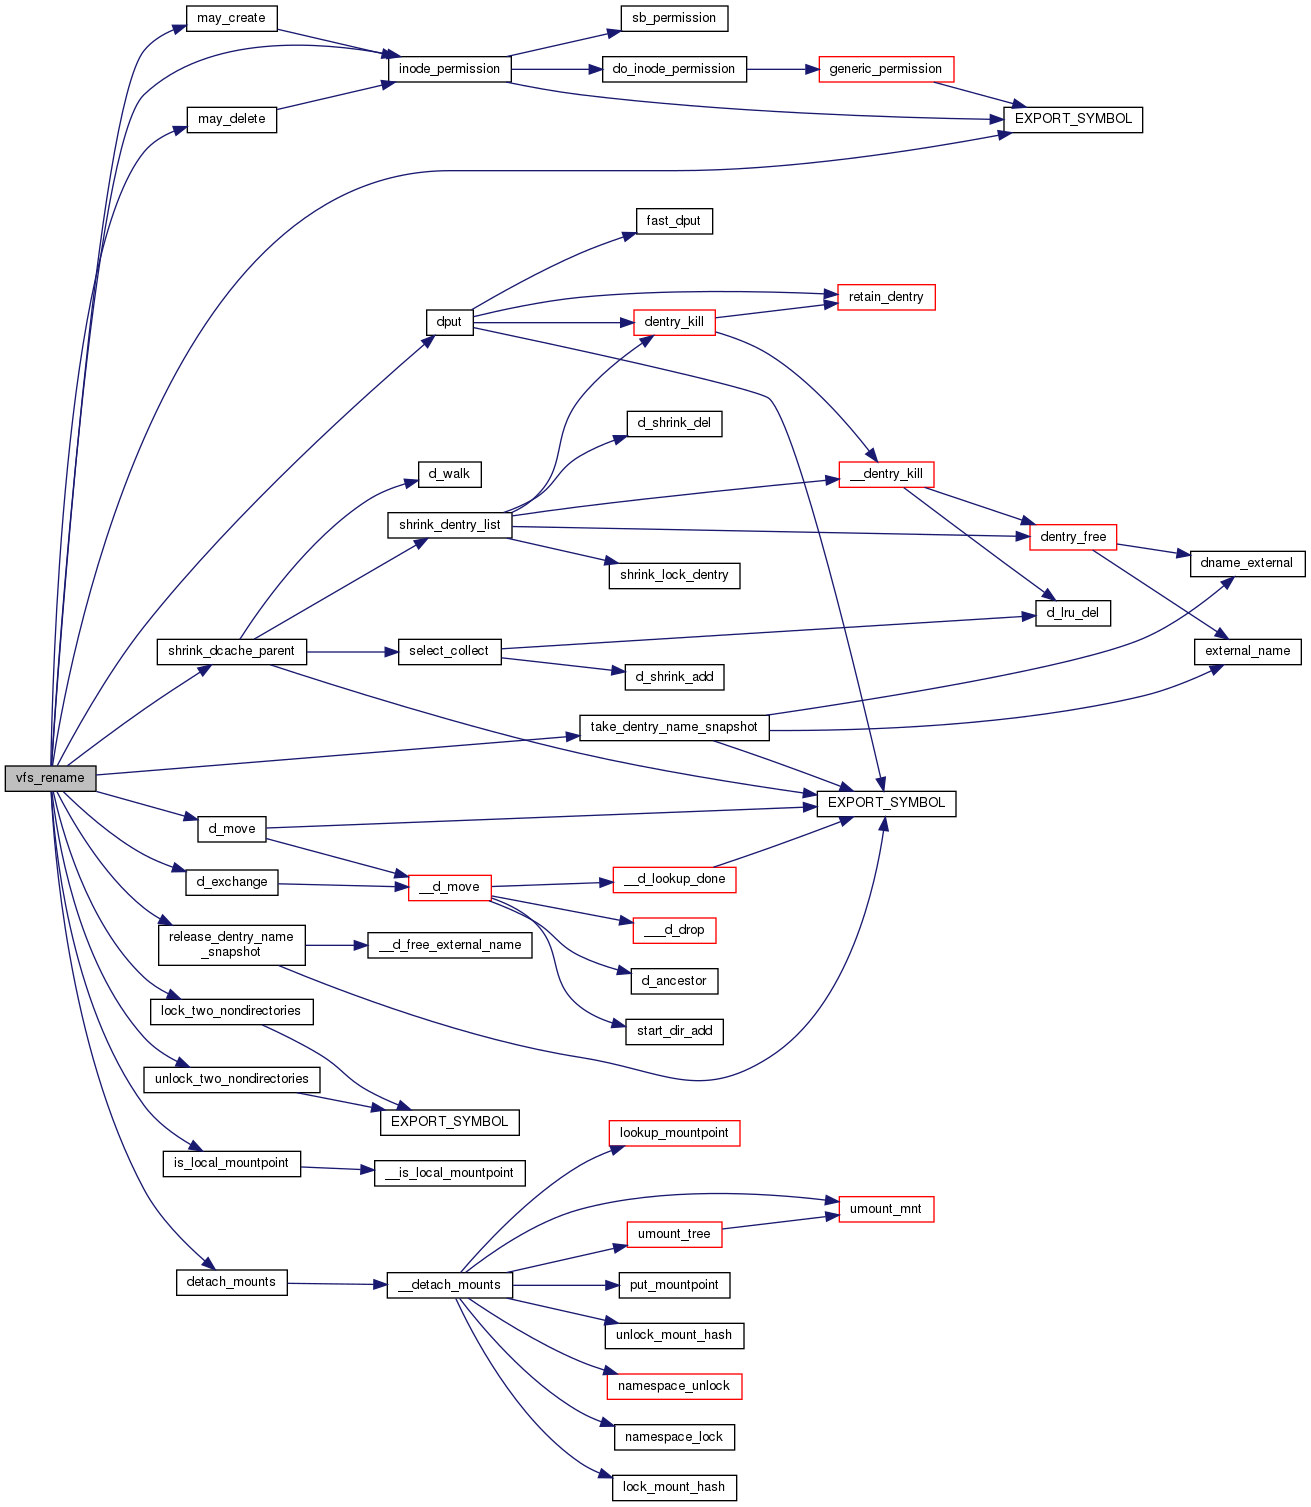 may_create
sb_permission
inode_permission
do_inode_permission
generic_permission
may_delete
EXPORT_SYMBOL
fast_dput
retain_dentry
dput
dentry_kill
d_shrink_del
d_walk
__dentry_kill
shrink_dentry_list
dentry_free
dname_external
shrink_lock_dentry
d_lru_del
shrink_dcache_parent
select_collect
external_name
d_shrink_add
take_dentry_name_snapshot
vfs_rename
EXPORT_SYMBOL
d_move
d_exchange
__d_move
__d_lookup_done
___d_drop
release_dentry_name
_snapshot
__d_free_external_name
d_ancestor
lock_two_nondirectories
start_dir_add
unlock_two_nondirectories
EXPORT_SYMBOL
lookup_mountpoint
is_local_mountpoint
__is_local_mountpoint
umount_mnt
umount_tree
detach_mounts
__detach_mounts
put_mountpoint
unlock_mount_hash
namespace_unlock
namespace_lock
lock_mount_hash